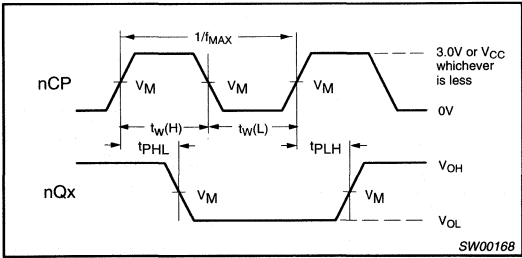 1/fMAX
3.0V or VCC
whichever
is less
nCP
VM
VM
VM
0V
tw(H)
tw(L)
tPHL
tPLH
VOH
nQx
VM
VM
VOL
SW00168